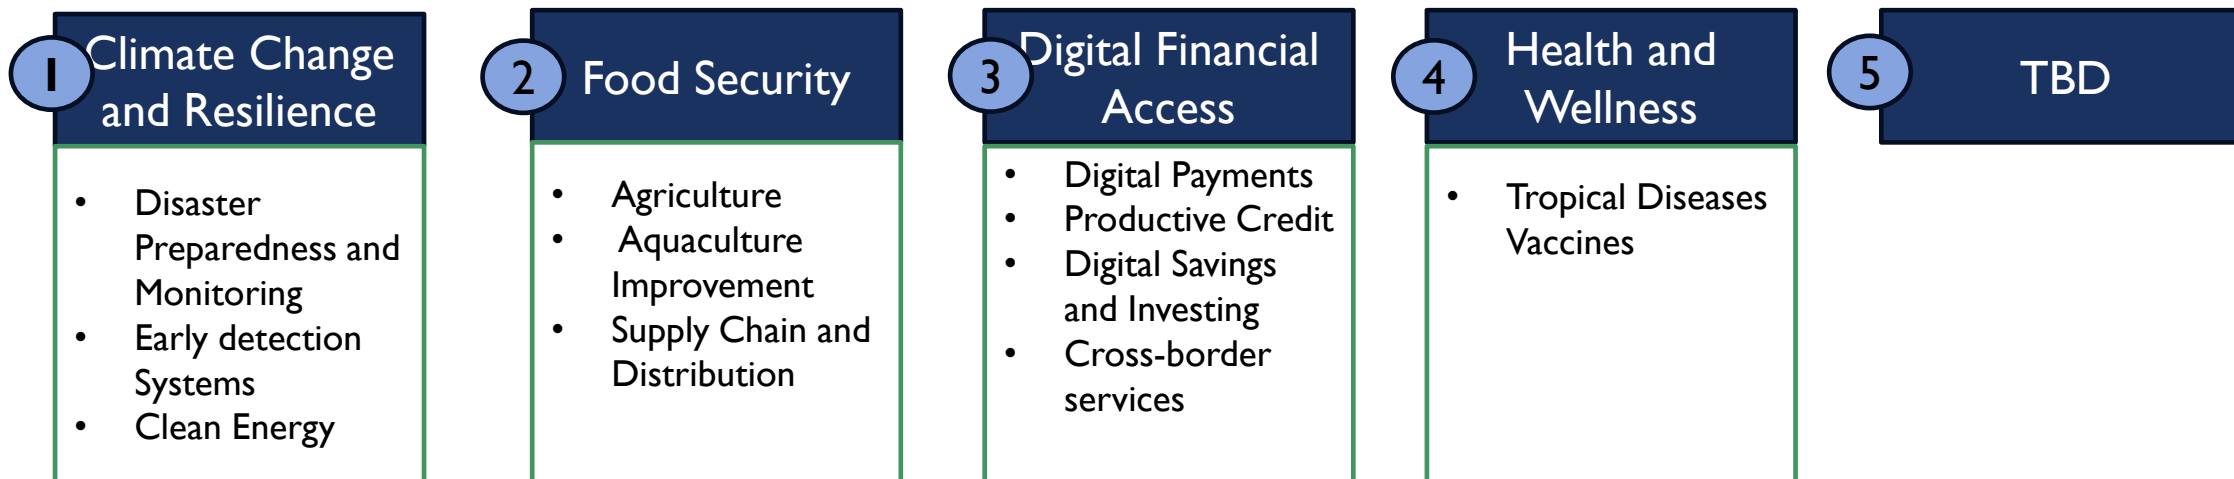 1
Climate Change
and Resilience
• Disaster
Preparedness and
Monitoring
• Early detection
Systems
• Clean Energy
2
Food Security
• Agriculture
• Aquaculture
Improvement
• Supply Chain and
Distribution
3
Digital Financial
Access
• Digital Payments
• Productive Credit
• Digital Savings
and Investing
• Cross-border
services
4
Health and
Wellness
• Tropical Diseases
Vaccines
5
TBD